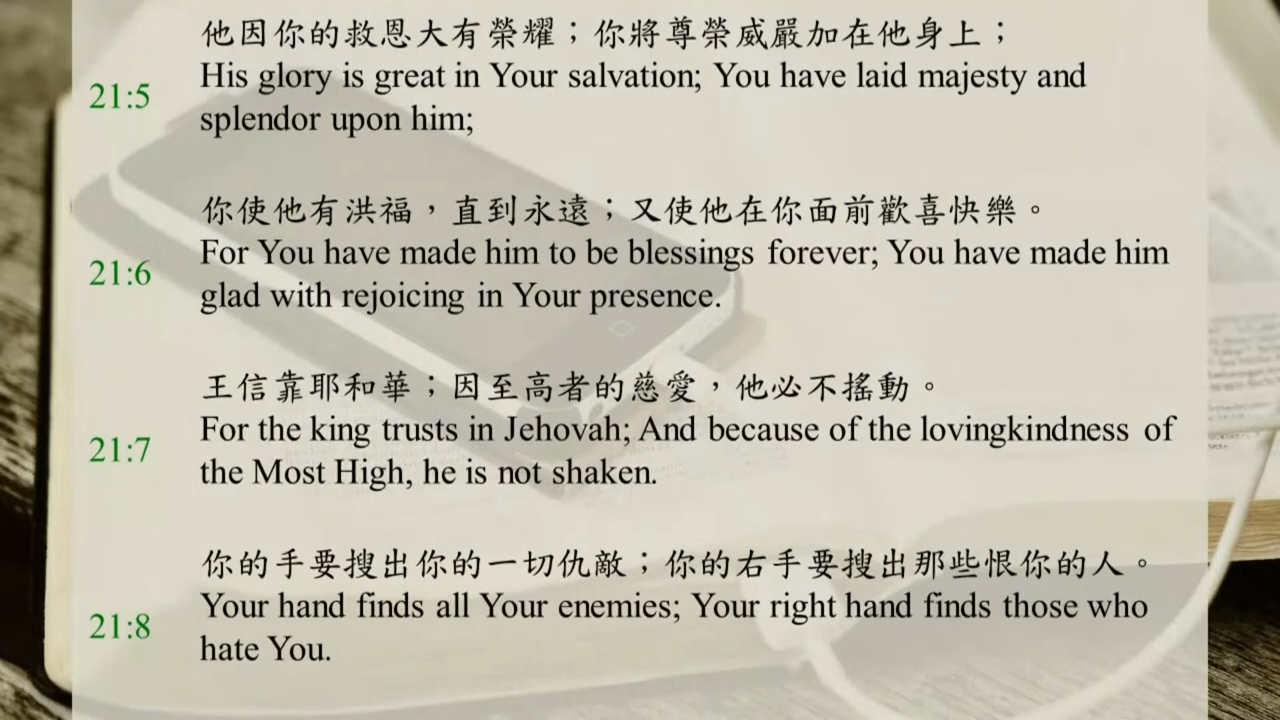 他因你的救恩大有榮耀；你將尊榮威嚴加在他身上；
21:5
His glory is great in Your salvation; You have laid majesty and
splendor upon him;
你使他有洪福，直到永遠；又使他在你面前歡喜快樂。
21:6
For You have made him to be blessings forever; You have made him
glad with rejoicing in Your presence.
王信靠耶和華；因至高者的慈愛，他必不搖動。
21:7
For the king trusts in Jehovah; And because of the lovingkindness of
the Most High, he is not shaken.
你的手要搜出你的一切仇敵；你的右手要搜出那些恨你的人。
21:8
Your hand finds all Your enemies; Your right hand finds those who
hate You.